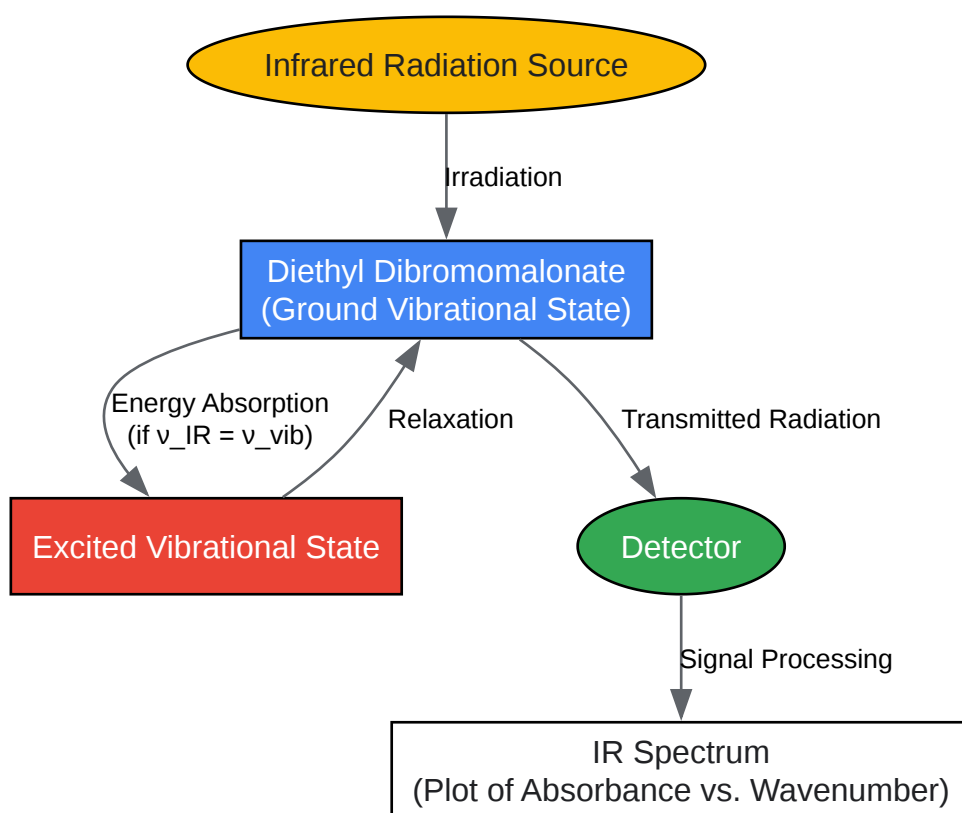 Infrared Radiation Source
Irradiation
Diethyl Dibromomalonate
(Ground Vibrational State)
Energy Absorption
(if ν_IR = ν_vib)
Relaxation
Transmitted Radiation
Excited Vibrational State
Detector
Signal Processing
IR Spectrum
(Plot of Absorbance vs. Wavenumber)